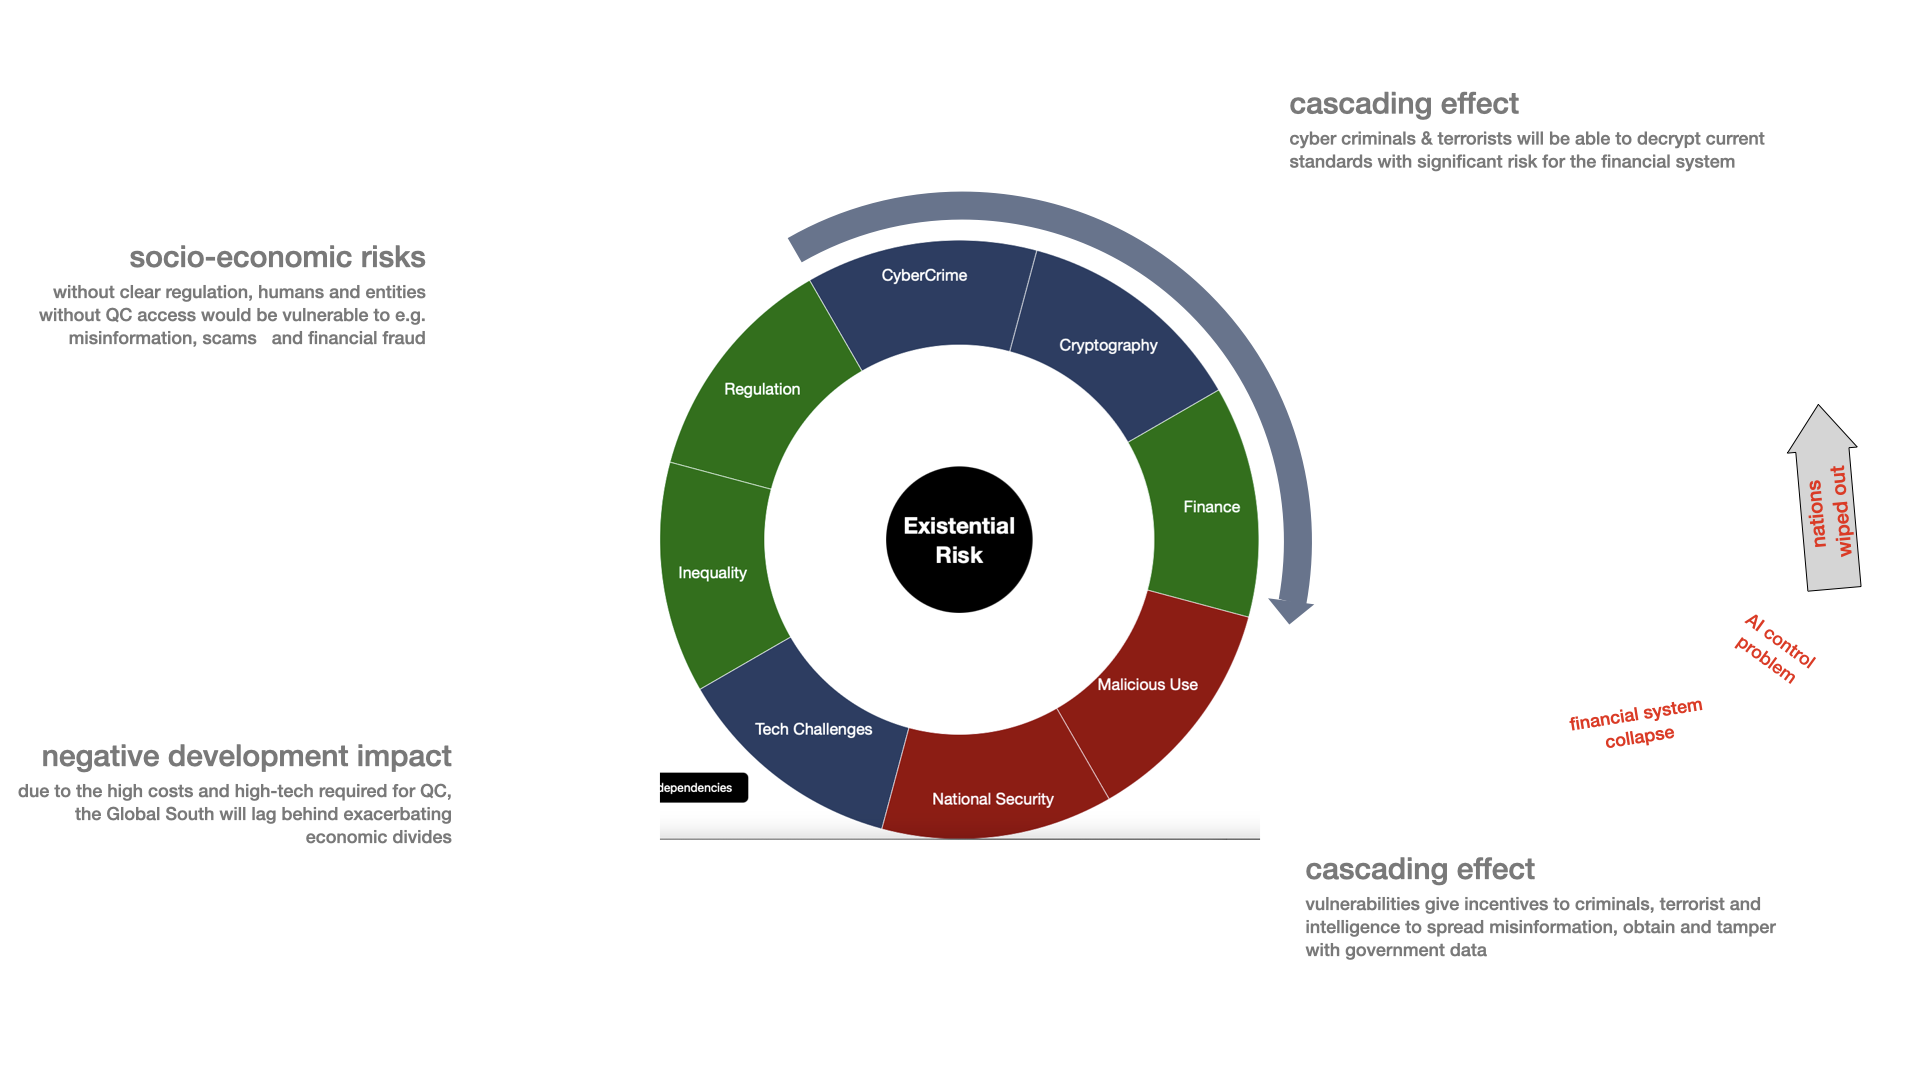 cascading effect
cyber criminals & terrorists will be able to decrypt current
standards with significant risk for the financial system
socio-economic risks
without clear regulation, humans and entities
without QC access would be vulnerable to e.g.
misinformation, scams   and financial fraud
CyberCrime
Cryptography
Regulation
Finance
Existential
Risk
Inequality
Malicious Use
Tech Challenges
National Security
dependencies
nations
wiped out
AI control
problem
financial system
collapse
negative development impact
due to the high costs and high-tech required for QC,
the Global South will lag behind exacerbating
economic divides
cascading effect
vulnerabilities give incentives to criminals, terrorist and
intelligence to spread misinformation, obtain and tamper
with government data